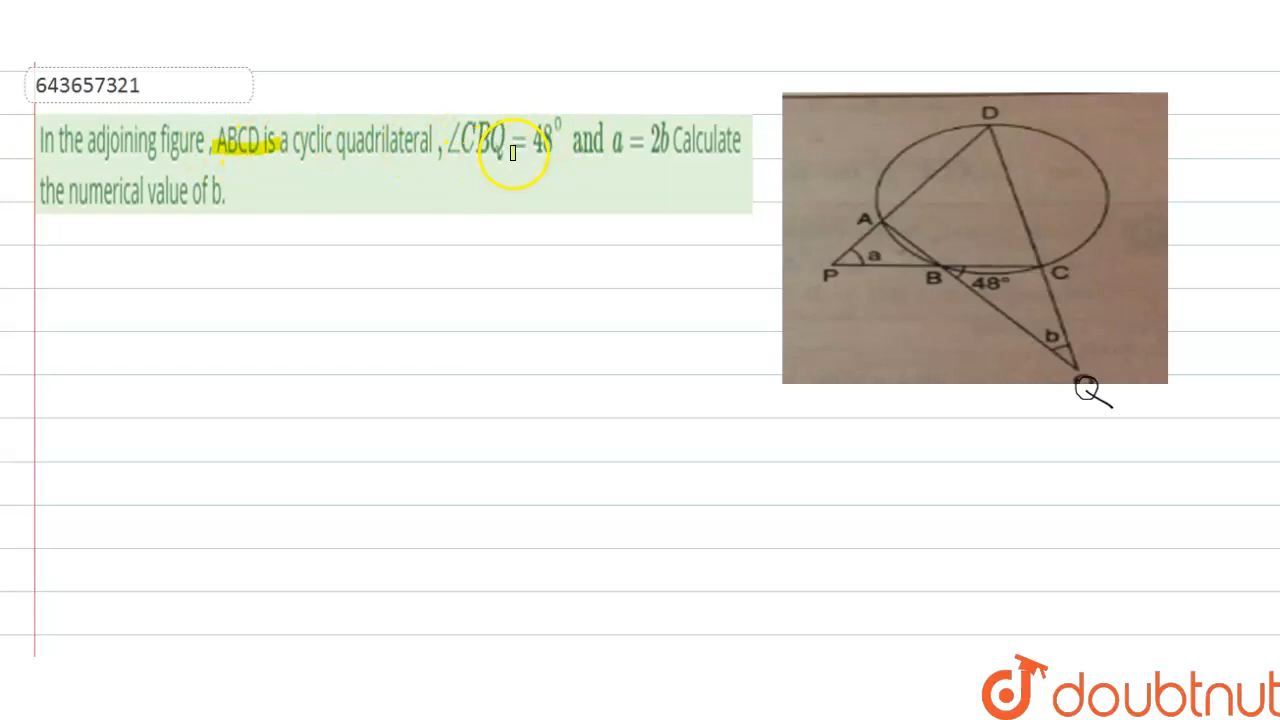 643657321
In the adjoining figure , ABCD is a cyclic quadrilateral , ∠CBQ = 48⁰ and a = 2b Calculate
the numerical value of b.
D
A
a
P
B
48°
C
b
Q
doubtnut